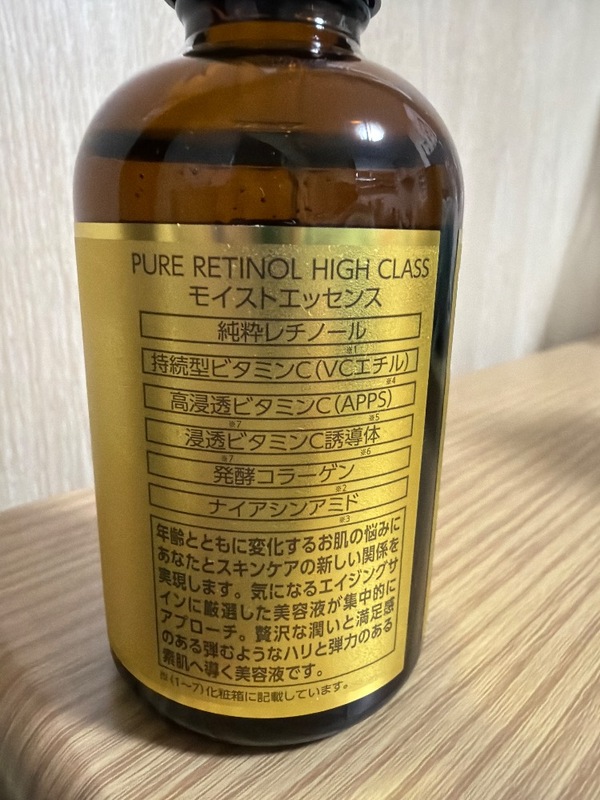 PURE RETINOL HIGH CLASS
モイストエッセンス
純粋レチノール
※1
持続型ビタミンC(VCエチル)
※4
高浸透ビタミンC(APPS)
※7 ※5
浸透ビタミンC誘導体
※7 ※6
発酵コラーゲン
※2
ナイアシンアミド
※3
年齢とともに変化するお肌の悩みに
あなたとスキンケアの新しい関係を
実現します。気になるエイジングサ
インに厳選した美容液が集中的に
アプローチ。贅沢な潤いと満足感
のある弾むようなハリと弾力のある
素肌へ導く美容液です。
※(1〜7)化粧箱に記載しています。